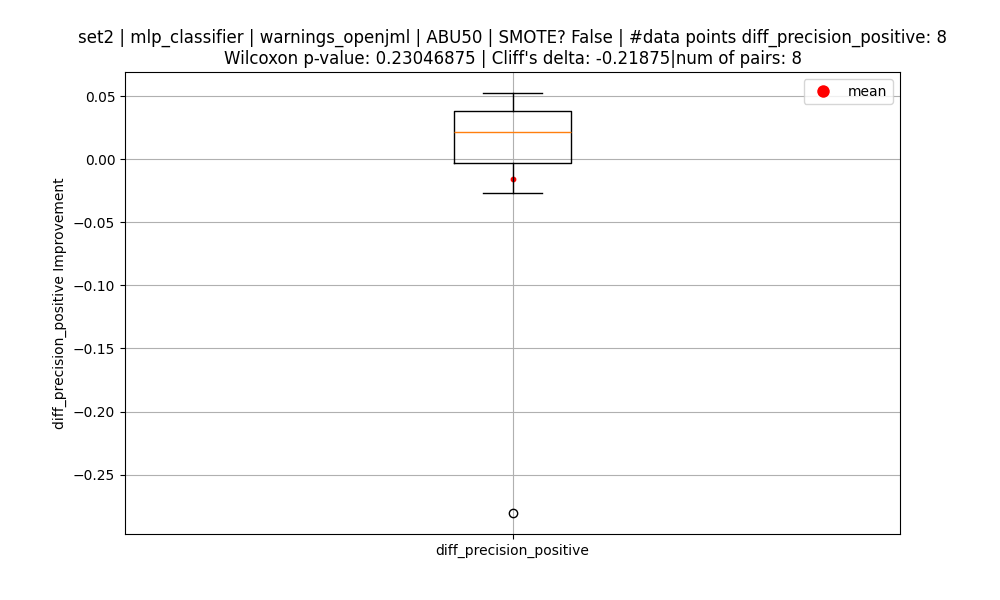 set2 | mlp_classifier | warnings_openjml | ABU50 | SMOTE? False | #data points diff_precision_positive: 8
Wilcoxon p-value: 0.23046875 | Cliff's delta: -0.21875|num of pairs: 8
mean
0.05
0.00
−0.05
−0.10
−0.15
−0.20
−0.25
diff_precision_positive Improvement
diff_precision_positive